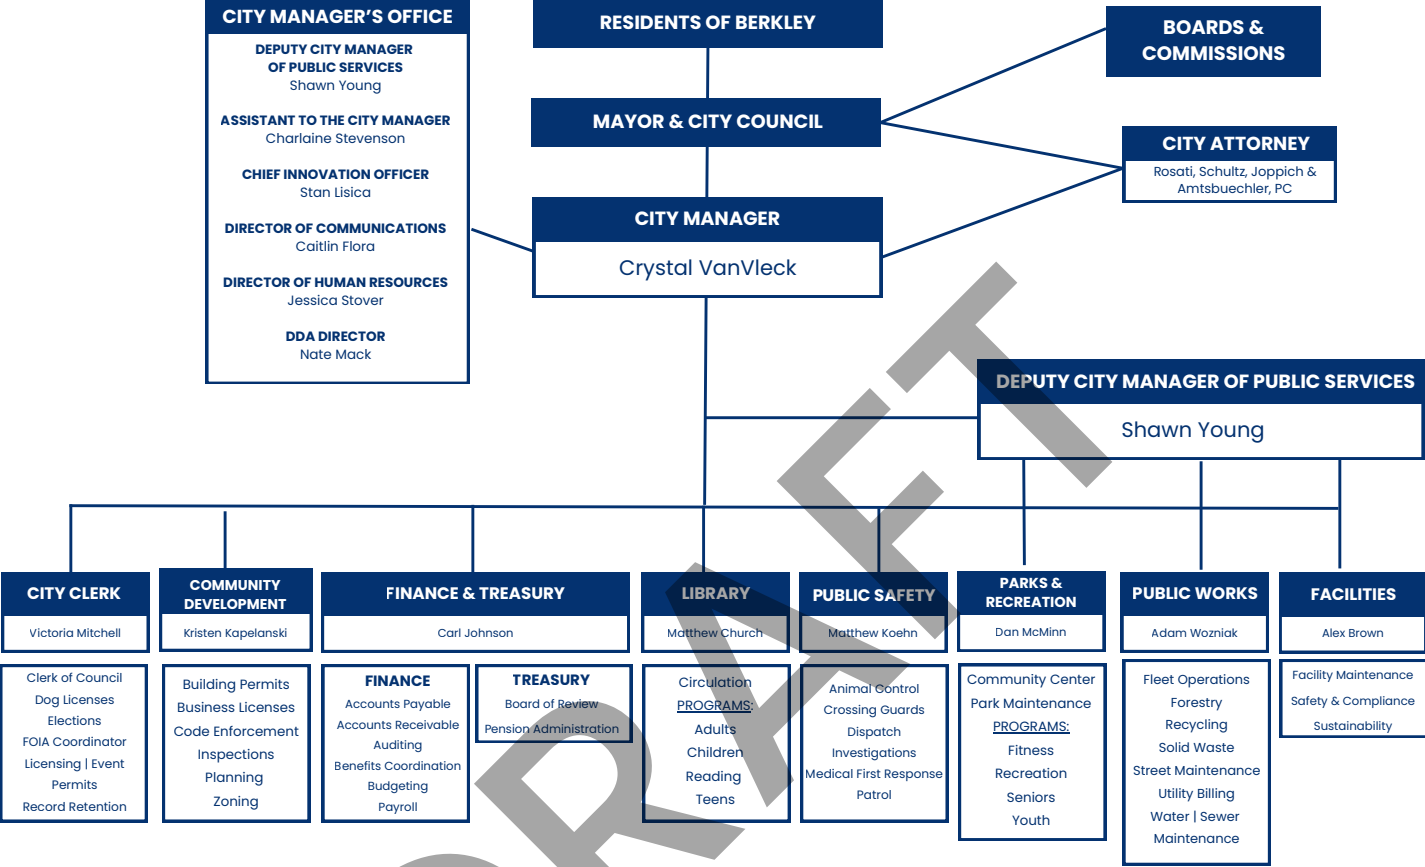 CITY MANAGER’S OFFICE
DEPUTY CITY MANAGER
OF PUBLIC SERVICES
Shawn Young
ASSISTANT TO THE CITY MANAGER
Charlaine Stevenson
CHIEF INNOVATION OFFICER
Stan Lisica
DIRECTOR OF COMMUNICATIONS
Caitlin Flora
DIRECTOR OF HUMAN RESOURCES
Jessica Stover
DDA DIRECTOR
Nate Mack
RESIDENTS OF BERKLEY
MAYOR & CITY COUNCIL
CITY MANAGER
Crystal VanVleck
BOARDS &
COMMISSIONS
CITY ATTORNEY
Rosati, Schultz, Joppich &
Amtsbuechler, PC
DEPUTY CITY MANAGER OF PUBLIC SERVICES
Shawn Young
CITY CLERK
Victoria Mitchell
Clerk of Council
Dog Licenses
Elections
FOIA Coordinator
Licensing | Event
Permits
Record Retention
COMMUNITY
DEVELOPMENT
Kristen Kapelanski
Building Permits
Business Licenses
Code Enforcement
Inspections
Planning
Zoning
FINANCE & TREASURY
Carl Johnson
FINANCE
Accounts Payable
Accounts Receivable
Auditing
Benefits Coordination
Budgeting
Payroll
TREASURY
Board of Review
Pension Administration
LIBRARY
Matthew Church
Circulation
PROGRAMS:
Adults
Children
Reading
Teens
PUBLIC SAFETY
Matthew Koehn
Animal Control
Crossing Guards
Dispatch
Investigations
Medical First Response
Patrol
PARKS &
RECREATION
Dan McMinn
Community Center
Park Maintenance
PROGRAMS:
Fitness
Recreation
Seniors
Youth
PUBLIC WORKS
Adam Wozniak
Fleet Operations
Forestry
Recycling
Solid Waste
Street Maintenance
Utility Billing
Water | Sewer
Maintenance
FACILITIES
Alex Brown
Facility Maintenance
Safety & Compliance
Sustainability
DRAFT